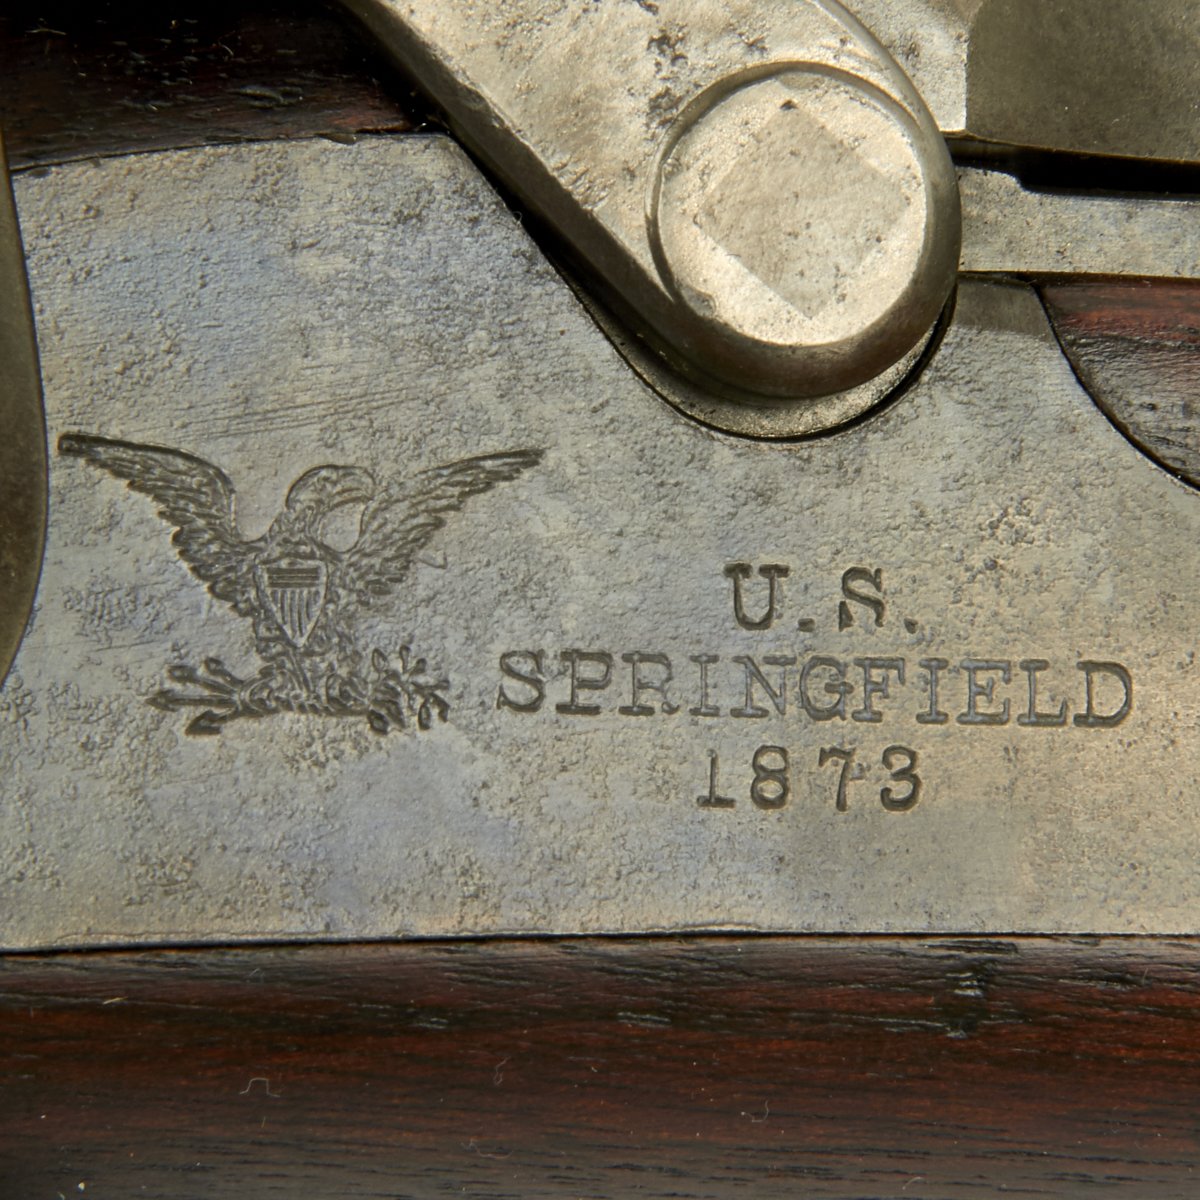 U.S.
SPRINGFIELD
1873